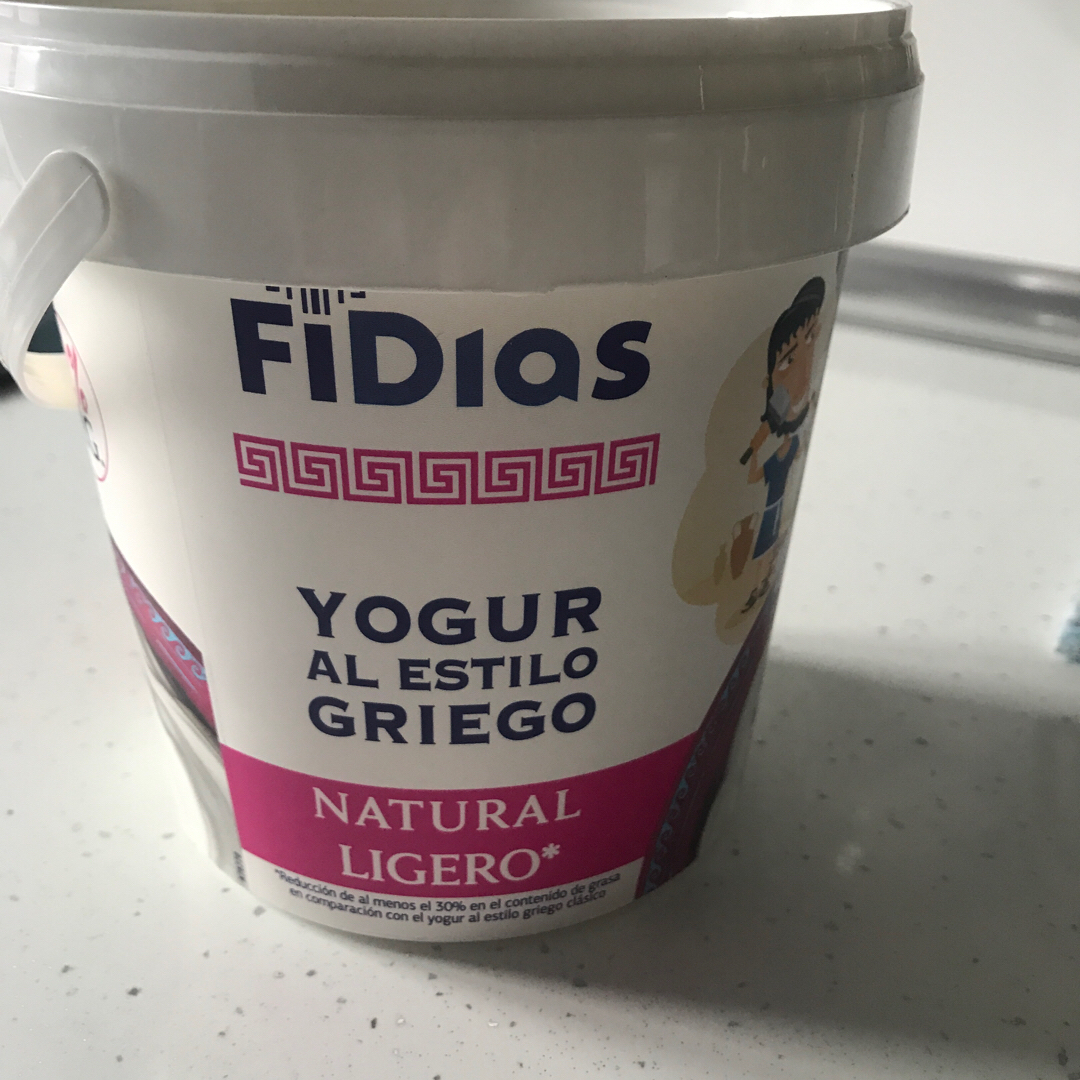 FiDias
YOGUR
AL ESTILO
GRIEGO
NATURAL
LIGERO*
*Reducción de al menos el 30% en el contenido de grasa
en comparación con el yogur al estilo griego clásico